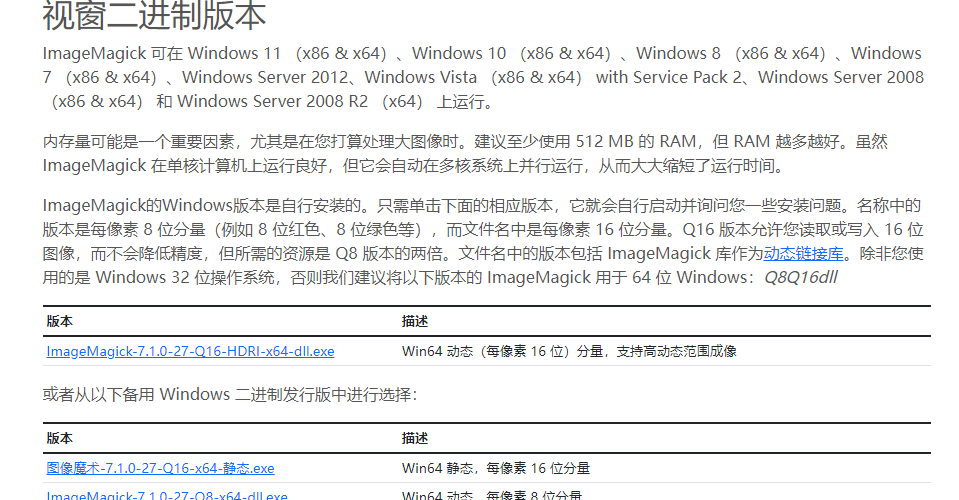 视窗二进制版本
ImageMagick 可在 Windows 11 （x86 & x64）、Windows 10 （x86 & x64）、Windows 8 （x86 & x64）、Windows
7 （x86 & x64）、Windows Server 2012、Windows Vista （x86 & x64） with Service Pack 2、Windows Server 2008
（x86 & x64） 和 Windows Server 2008 R2 （x64） 上运行。
内存量可能是一个重要因素，尤其是在您打算处理大图像时。建议至少使用 512 MB 的 RAM，但 RAM 越多越好。虽然
ImageMagick 在单核计算机上运行良好，但它会自动在多核系统上并行运行，从而大大缩短了运行时间。
ImageMagick的Windows版本是自行安装的。只需单击下面的相应版本，它就会自行启动并询问您一些安装问题。名称中的
版本是每像素 8 位分量（例如 8 位红色、8 位绿色等），而文件名中是每像素 16 位分量。Q16 版本允许您读取或写入 16 位
图像，而不会降低精度，但所需的资源是 Q8 版本的两倍。文件名中的版本包括 ImageMagick 库作为动态链接库。除非您使
用的是 Windows 32 位操作系统，否则我们建议将以下版本的 ImageMagick 用于 64 位 Windows：Q8Q16dll
版本 描述
ImageMagick-7.1.0-27-Q16-HDRI-x64-dll.exe Win64 动态（每像素 16 位）分量，支持高动态范围成像
或者从以下备用 Windows 二进制发行版中进行选择：
版本 描述
图像魔术-7.1.0-27-Q16-x64-静态.exe Win64 静态，每像素 16 位分量
ImageMagick-7.1.0-27-Q8-x64-dll.exe Win64 动态，每像素 8 位分量